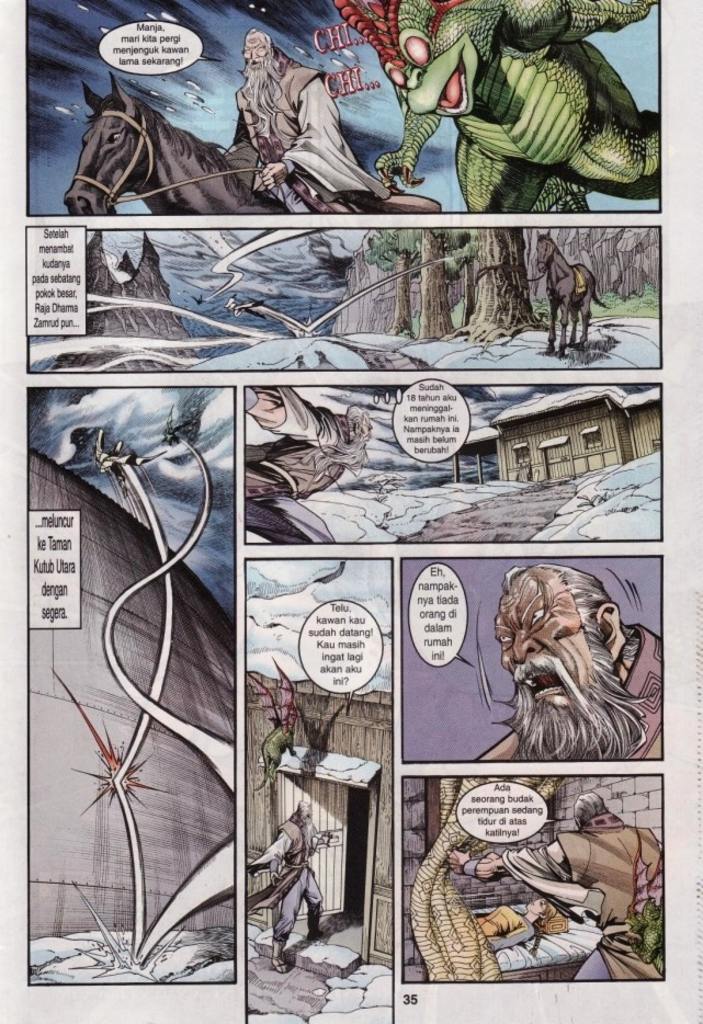 Manja,
mari kita pergi
menjenguk kawan
lama sekarang!
CHI...
CHI...
Setelah
menambat
kudanya
pada sebatang
pokok besar,
Raja Dharma
Zamrud pun...
...meluncur
ke Taman
Kutub Utara
dengan
segera.
Sudah
18 tahun aku
meninggal-
kan rumah ini.
Nampaknya ia
masih belum
berubah!
Telu,
kawan kau
sudah datang!
Kau masih
ingat lagi
akan aku
ini?
Eh,
nampak-
nya tiada
orang di
dalam
rumah
ini!
Ada
seorang budak
perempuan sedang
tidur di atas
katilnya!
35